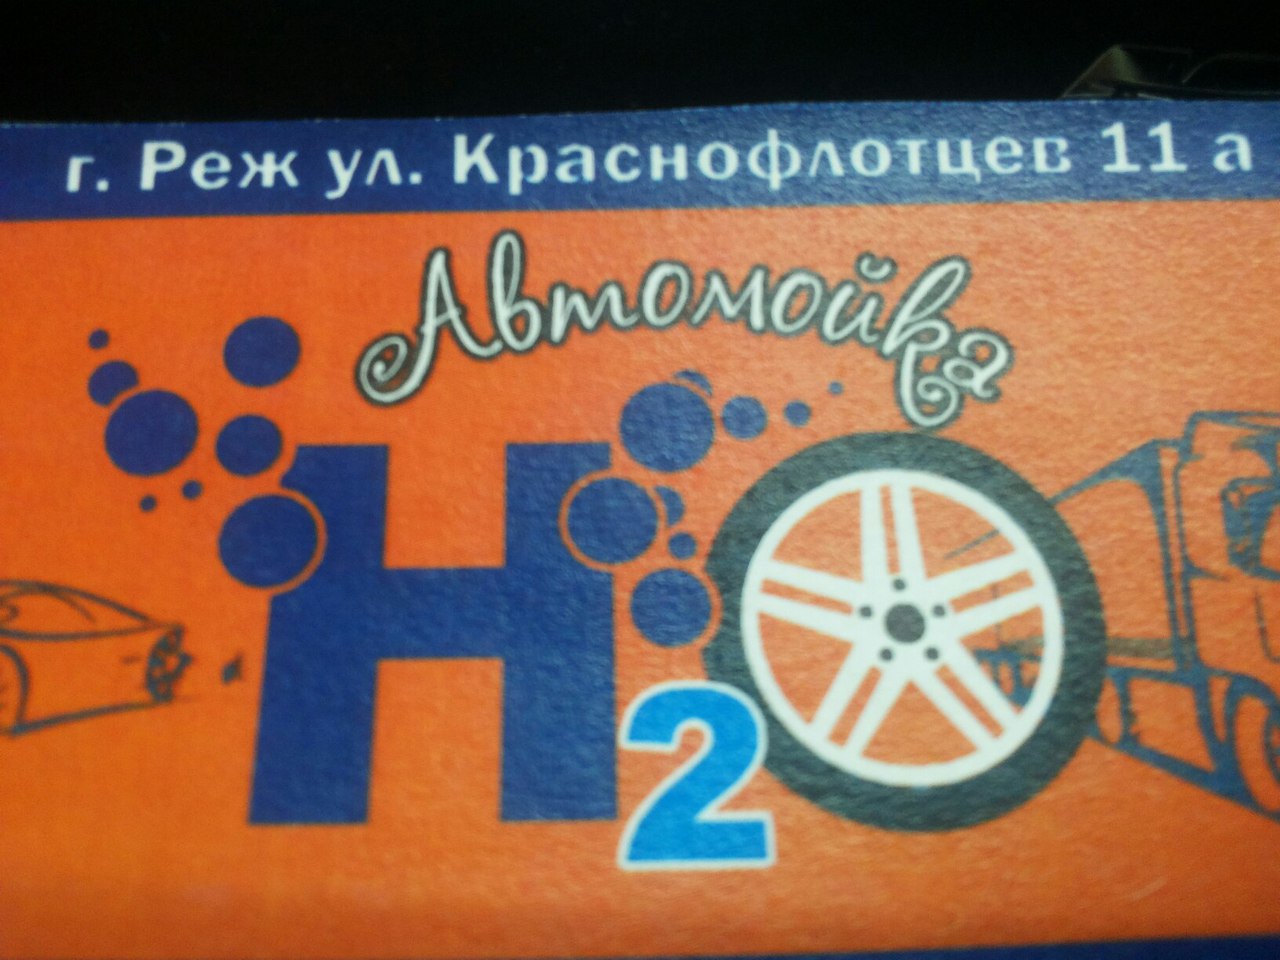 г. Реж ул. Краснофлотцев 11 а
Автомойка
H2O